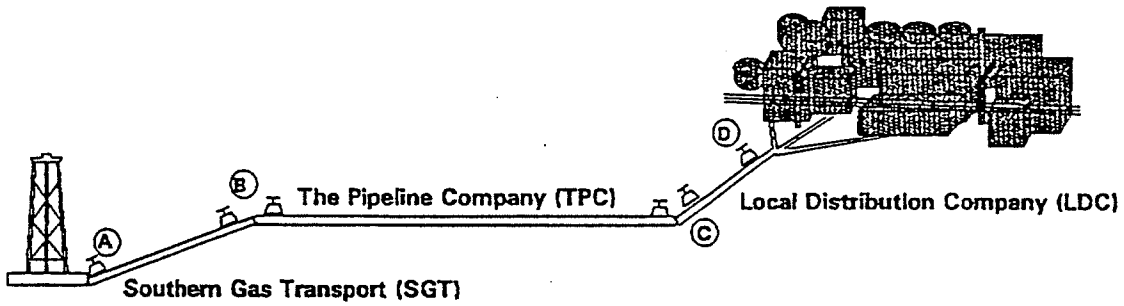 D
B
The Pipeline Company (TPC)
Local Distribution Company (LDC)
A
C
Southern Gas Transport (SGT)